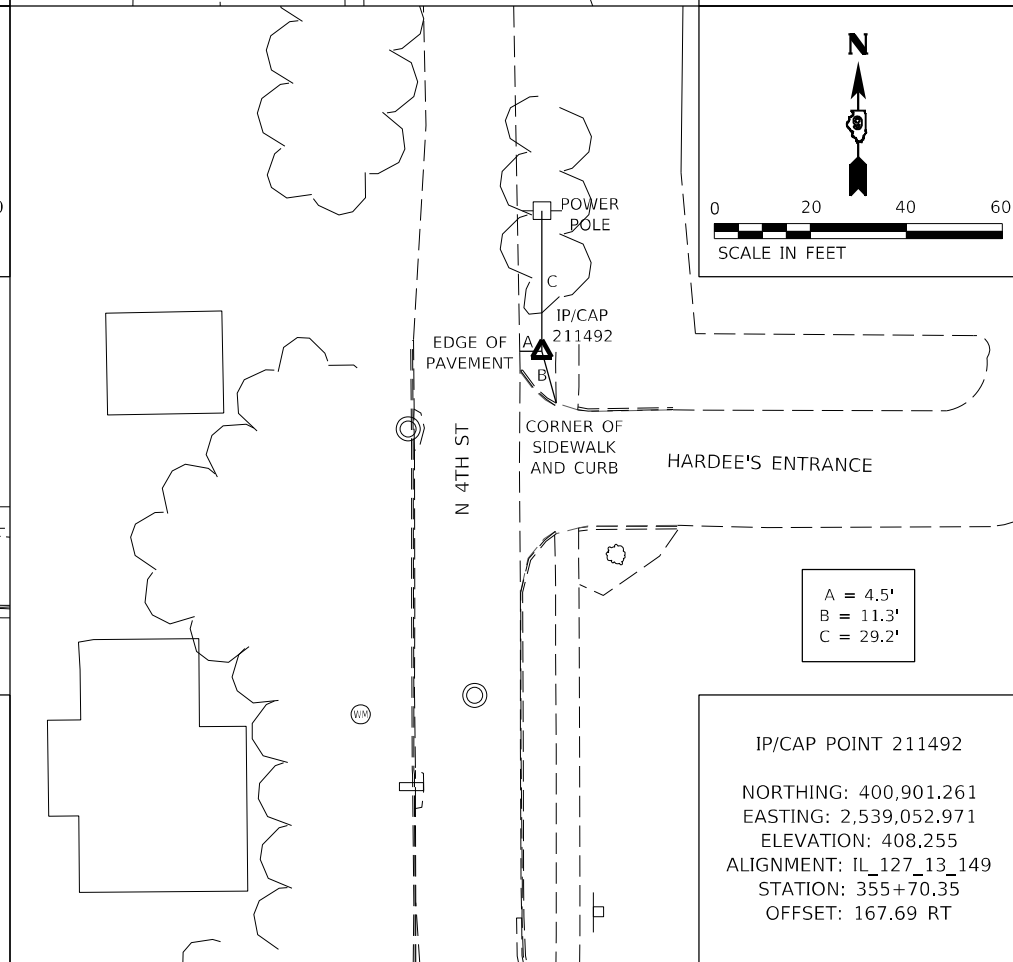 N
0 20 40 60
SCALE IN FEET
POWER
POLE
C
IP/CAP
211492
EDGE OF
PAVEMENT
A
B
CORNER OF
SIDEWALK
AND CURB
N 4TH ST
HARDEE'S ENTRANCE
A = 4.5'
B = 11.3'
C = 29.2'
WM
IP/CAP POINT 211492
NORTHING: 400,901.261
EASTING: 2,539,052.971
ELEVATION: 408.255
ALIGNMENT: IL_127_13_149
STATION: 355+70.35
OFFSET: 167.69 RT